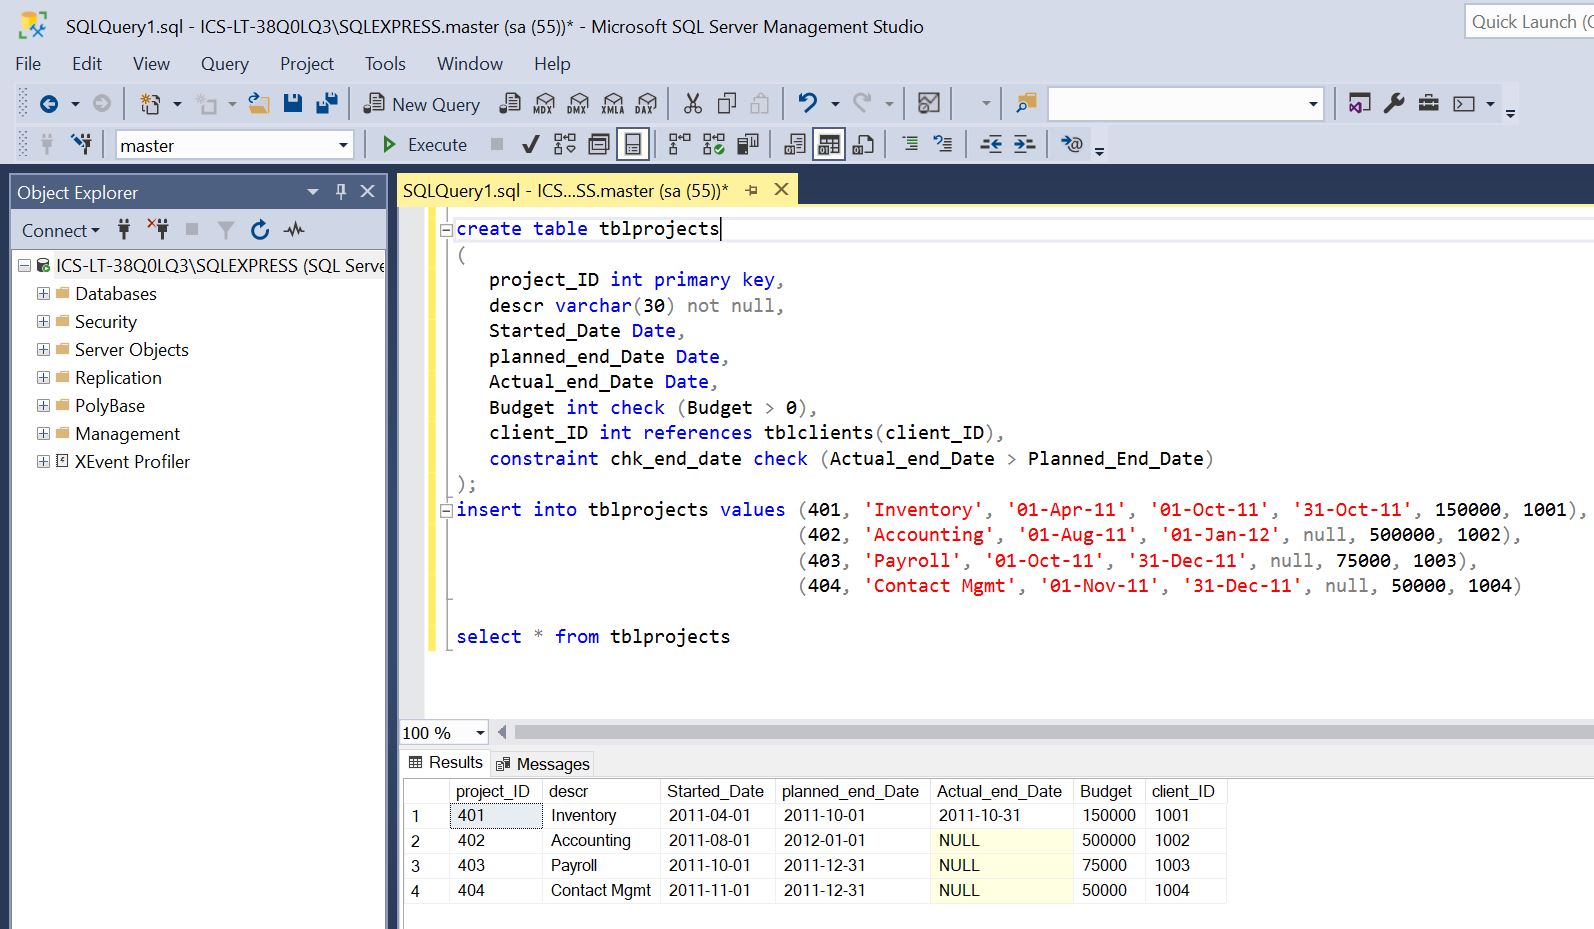 SQLQuery1.sql - ICS-LT-38Q0LQ3\SQLEXPRESS.master (sa (55))* - Microsoft SQL Server Management Studio
Quick Launch (
File Edit View Query Project Tools Window Help
New Query MDX DMX XMLA DAX
master Execute
Object Explorer
SQLQuery1.sql - ICS...SS.master (sa (55))*
Connect
ICS-LT-38Q0LQ3\SQLEXPRESS (SQL Serve
Databases
Security
Server Objects
Replication
PolyBase
Management
XEvent Profiler
create table tblprojects
(
project_ID int primary key,
descr varchar(30) not null,
Started_Date Date,
planned_end_Date Date,
Actual_end_Date Date,
Budget int check (Budget > 0),
client_ID int references tblclients(client_ID),
constraint chk_end_date check (Actual_end_Date > Planned_End_Date)
);
insert into tblprojects values (401, 'Inventory', '01-Apr-11', '01-Oct-11', '31-Oct-11', 150000, 1001),
(402, 'Accounting', '01-Aug-11', '01-Jan-12', null, 500000, 1002),
(403, 'Payroll', '01-Oct-11', '31-Dec-11', null, 75000, 1003),
(404, 'Contact Mgmt', '01-Nov-11', '31-Dec-11', null, 50000, 1004)
select * from tblprojects
100 %
Results Messages
project_ID descr Started_Date planned_end_Date Actual_end_Date Budget client_ID
1 401 Inventory 2011-04-01 2011-10-01 2011-10-31 150000 1001
2 402 Accounting 2011-08-01 2012-01-01 NULL 500000 1002
3 403 Payroll 2011-10-01 2011-12-31 NULL 75000 1003
4 404 Contact Mgmt 2011-11-01 2011-12-31 NULL 50000 1004